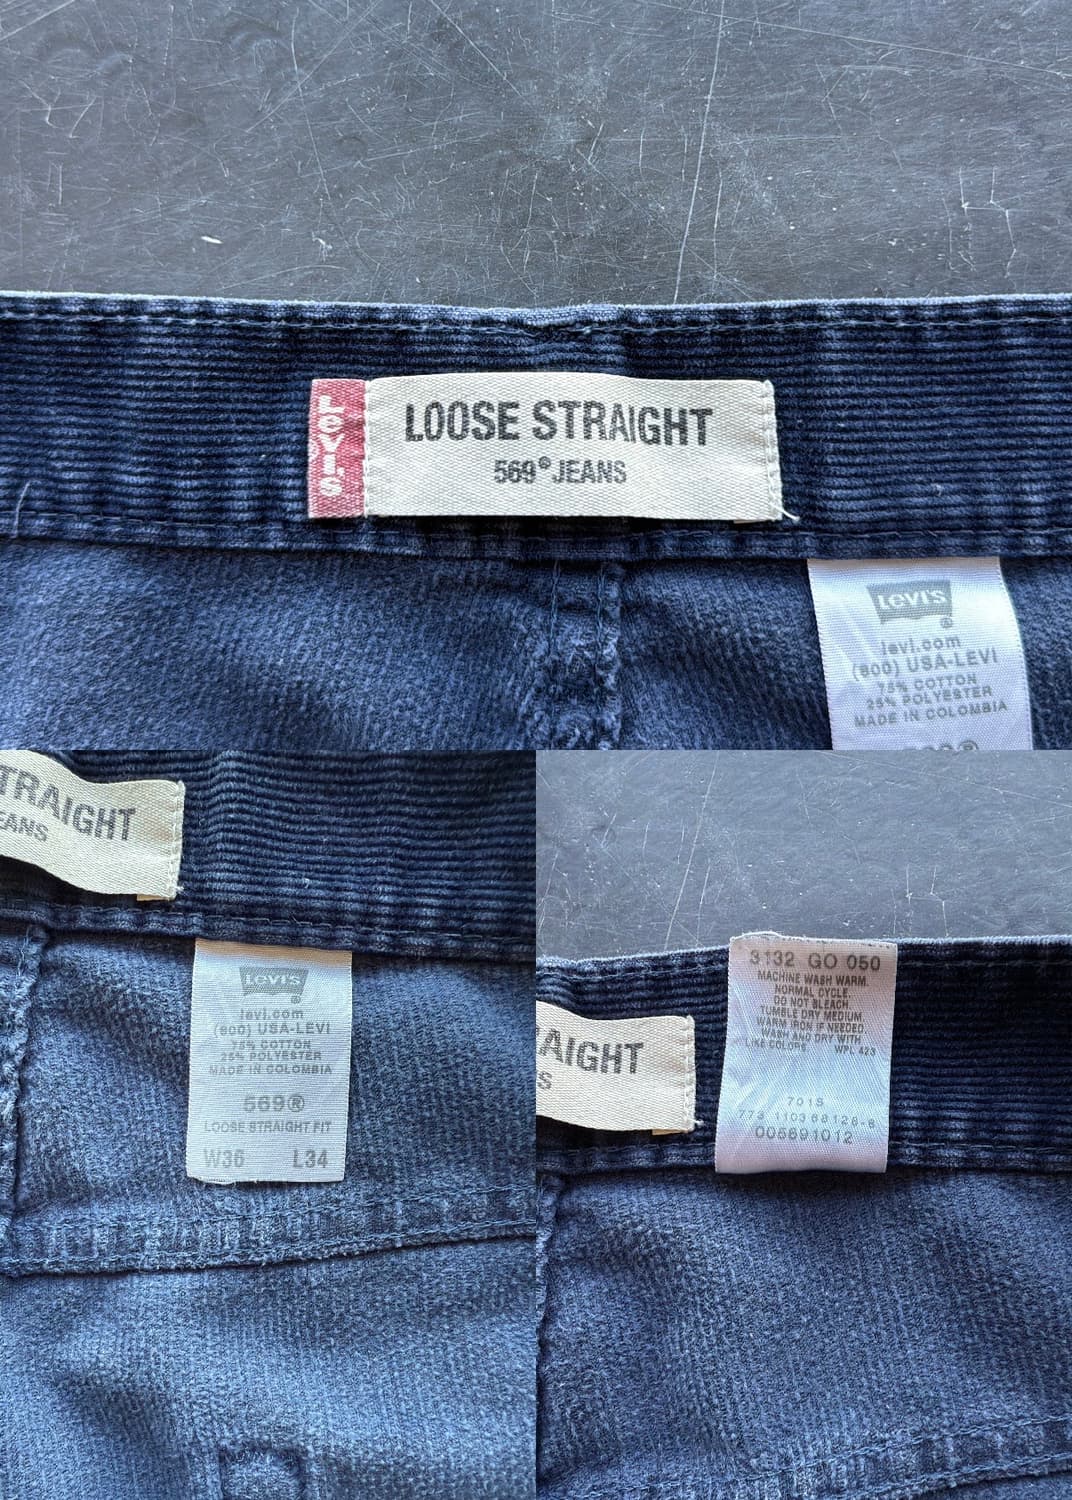 Levi's
LOOSE STRAIGHT
569® JEANS
Levi's
®
levi.com
(800) USA-LEVI
75% COTTON
25% POLYESTER
MADE IN COLOMBIA
TRAIGHT
EANS
Levi's
®
levi.com
(800) USA-LEVI
75% COTTON
25% POLYESTER
MADE IN COLOMBIA
569®
LOOSE STRAIGHT FIT
W36 L34
AIGHT
S
3132 GO 050
MACHINE WASH WARM.
NORMAL CYCLE.
DO NOT BLEACH.
TUMBLE DRY MEDIUM.
WARM IRON IF NEEDED.
WASH AND DRY WITH
LIKE COLORS. WPL 423
7015
005691012